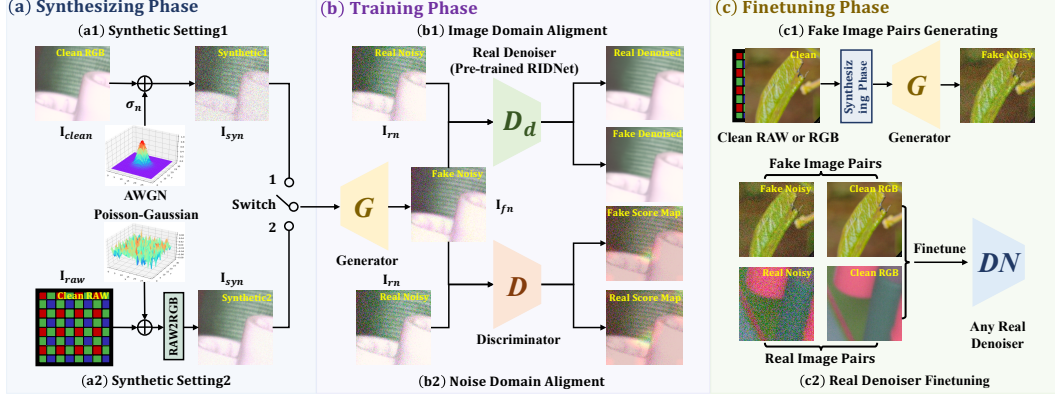 (a) Synthesizing Phase
(a1) Synthetic Setting1
Clean RGB
Synthetic1
σn
Iclean
Isyn
AWGN
Poisson-Gaussian
Iraw
Isyn
Clean RAW
RAW2RGB
Synthetic2
(a2) Synthetic Setting2
1
Switch
2
(b) Training Phase
(b1) Image Domain Aligment
Real Noisy
Real Denoiser
(Pre-trained RIDNet)
Real Denoised
Irn
Dd
Fake Denoised
G
Fake Noisy
Ifn
Generator
Fake Score Map
Irn
Real Noisy
D
Real Score Map
Discriminator
(b2) Noise Domain Aligment
(c) Finetuning Phase
(c1) Fake Image Pairs Generating
Clean
Synthesiz
ing Phase
G
Fake Noisy
Clean RAW or RGB
Generator
Fake Image Pairs
Fake Noisy
Clean RGB
Finetune
DN
Real Noisy
Clean RGB
Any Real
Denoiser
Real Image Pairs
(c2) Real Denoiser Finetuning